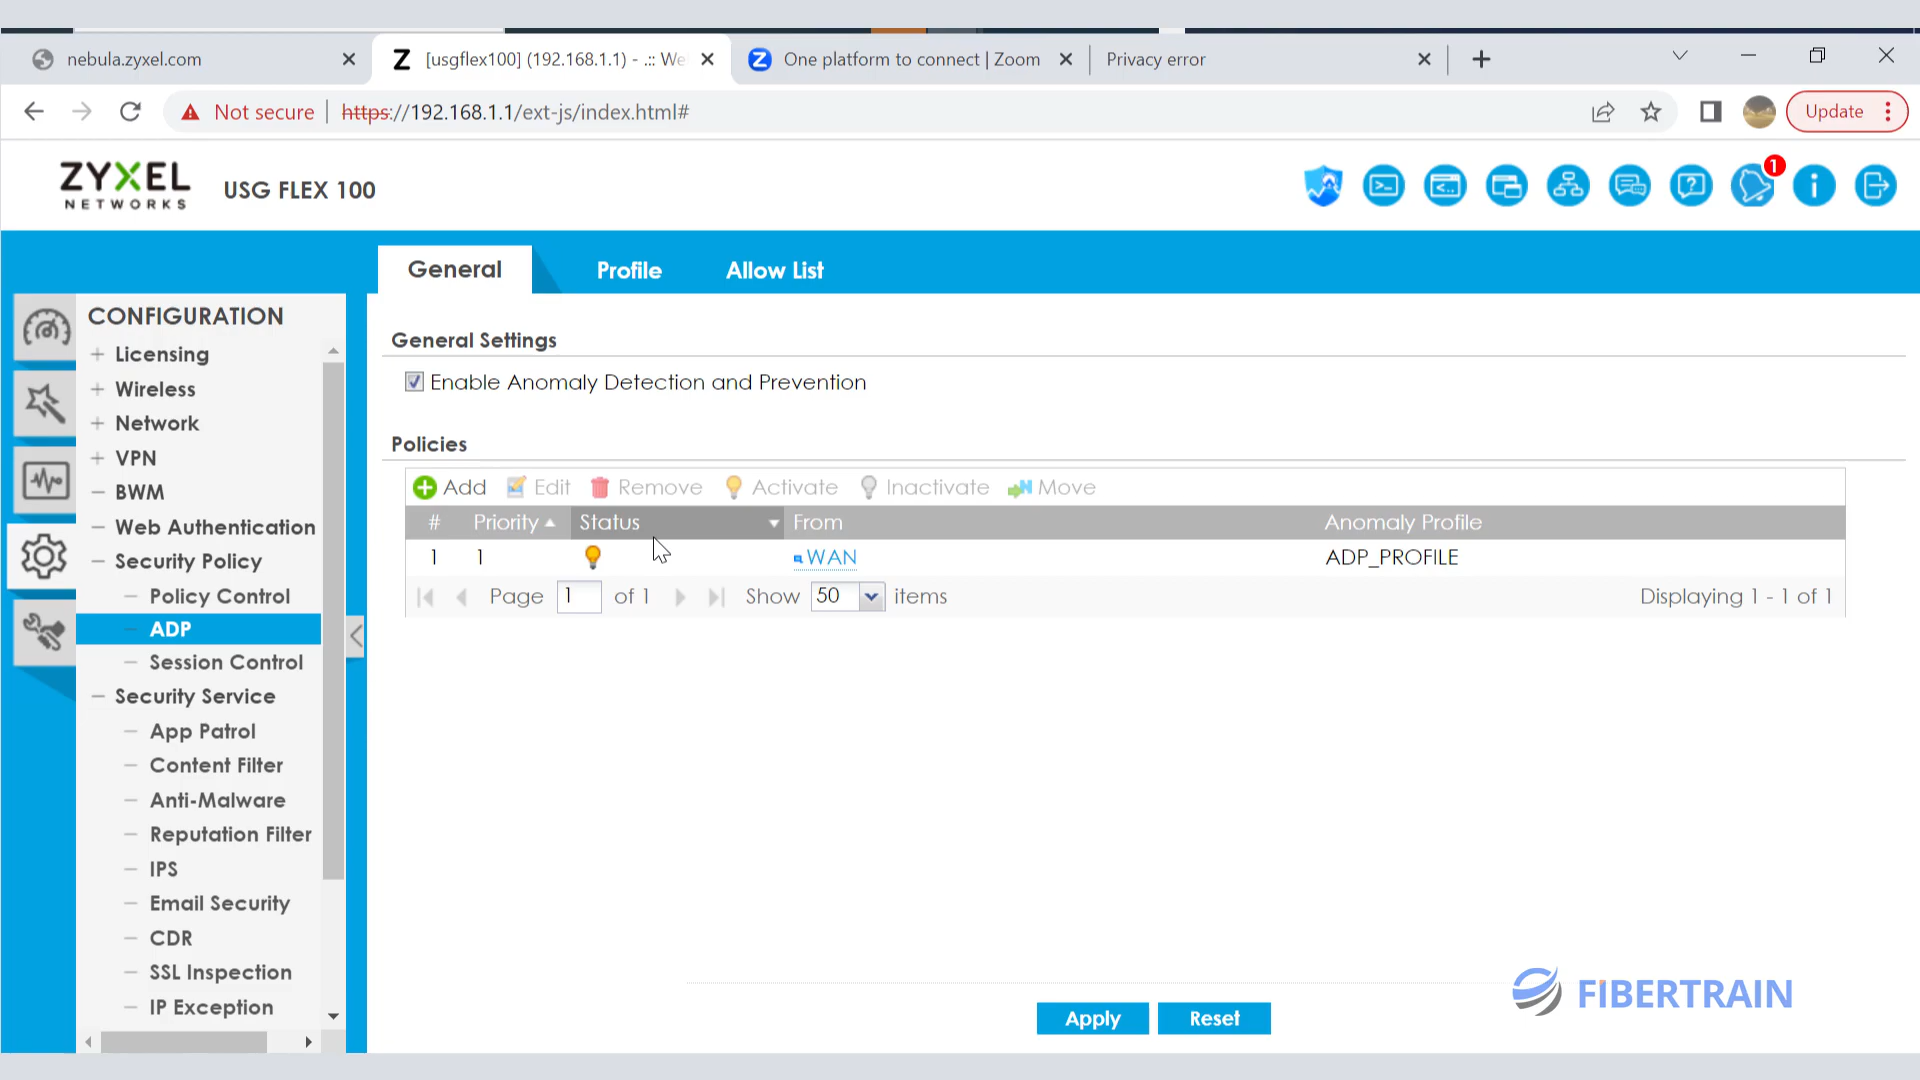 nebula.zyxel.com
[usgflex100] (192.168.1.1) - .:: We
One platform to connect | Zoom
Privacy error
Not secure | https://192.168.1.1/ext-js/index.html#
Update
ZYXEL
NETWORKS
USG FLEX 100
1
General
Profile
Allow List
CONFIGURATION
Licensing
Wireless
Network
VPN
BWM
Web Authentication
Security Policy
Policy Control
ADP
Session Control
Security Service
App Patrol
Content Filter
Anti-Malware
Reputation Filter
IPS
Email Security
CDR
SSL Inspection
IP Exception
General Settings
Enable Anomaly Detection and Prevention
Policies
Add Edit Remove Activate Inactivate Move
# Priority Status From Anomaly Profile
1 1 WAN ADP_PROFILE
Page 1 of 1 Show 50 items Displaying 1 - 1 of 1
FIBERTRAIN
Apply Reset